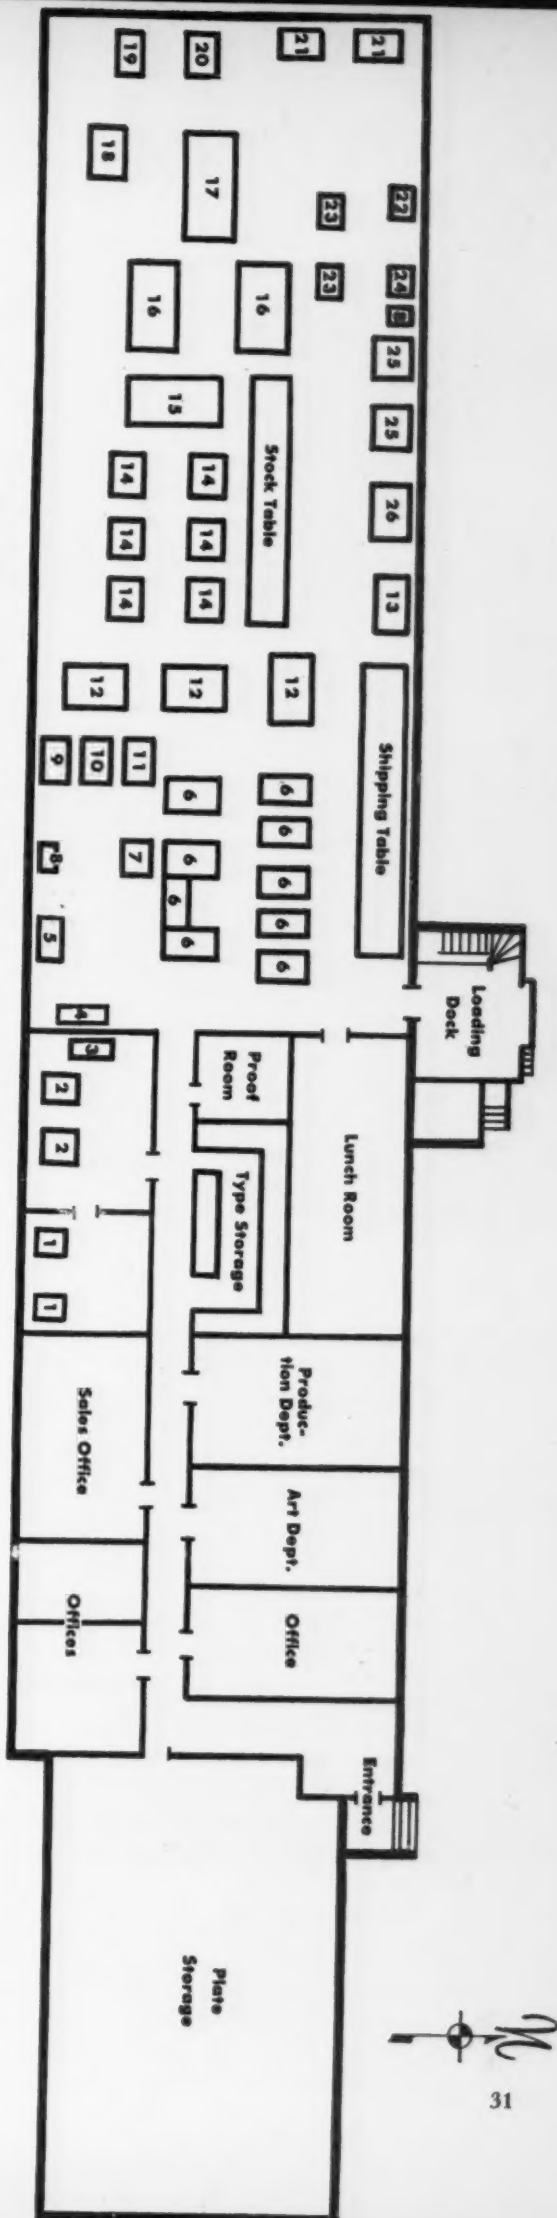 N
31
Loading
Dock
21
22
24
25
25
26
13
Shipping Table
Entrance
21
23
23
Lunch Room
Produc-
tion Dept.
Art Dept.
Office
16
Stock Table
12
6
6
6
6
6
Proof
Room
Type Storage
20
17
14
14
14
12
6
6
6
6
Plate
Storage
19
18
16
15
14
14
14
12
11
10
9
7
8
5
4
3
2
2
1
1
Sales Office
Offices